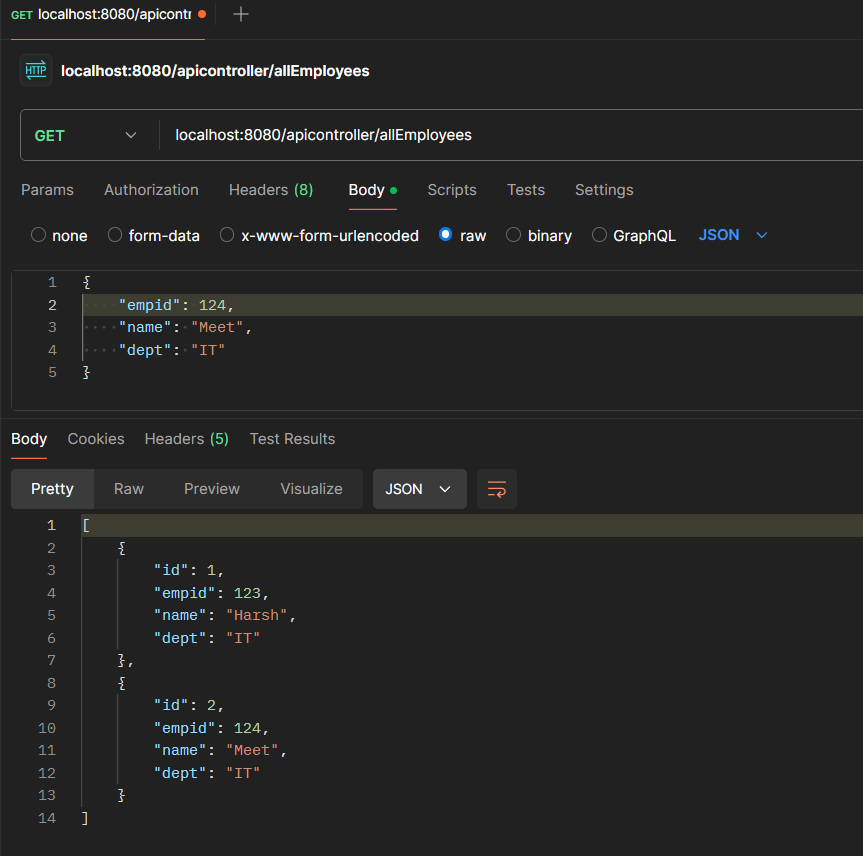 GET localhost:8080/apicontr
HTTP localhost:8080/apicontroller/allEmployees
GET localhost:8080/apicontroller/allEmployees
Params Authorization Headers (8) Body Scripts Tests Settings
none form-data x-www-form-urlencoded raw binary GraphQL JSON
1 {
2 "empid": 124,
3 "name": "Meet",
4 "dept": "IT"
5 }
Body Cookies Headers (5) Test Results
Pretty Raw Preview Visualize JSON
1 [
2 {
3 "id": 1,
4 "empid": 123,
5 "name": "Harsh",
6 "dept": "IT"
7 },
8 {
9 "id": 2,
10 "empid": 124,
11 "name": "Meet",
12 "dept": "IT"
13 }
14 ]